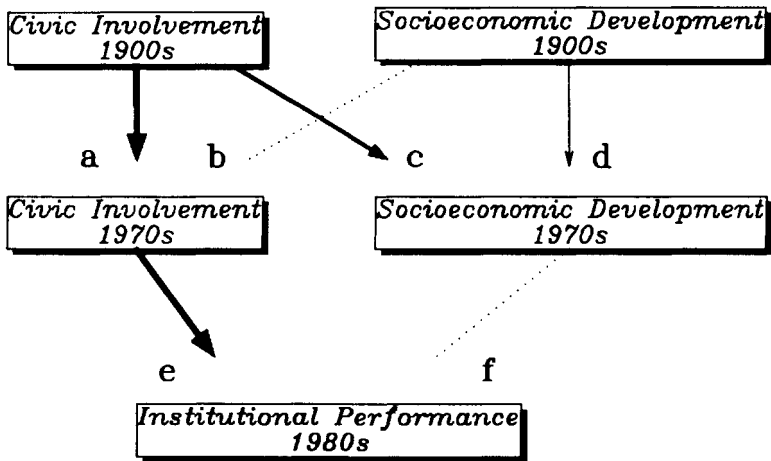 Civic Involvement
1900s
Socioeconomic Development
1900s
a
b
c
d
Civic Involvement
1970s
Socioeconomic Development
1970s
e
f
Institutional Performance
1980s